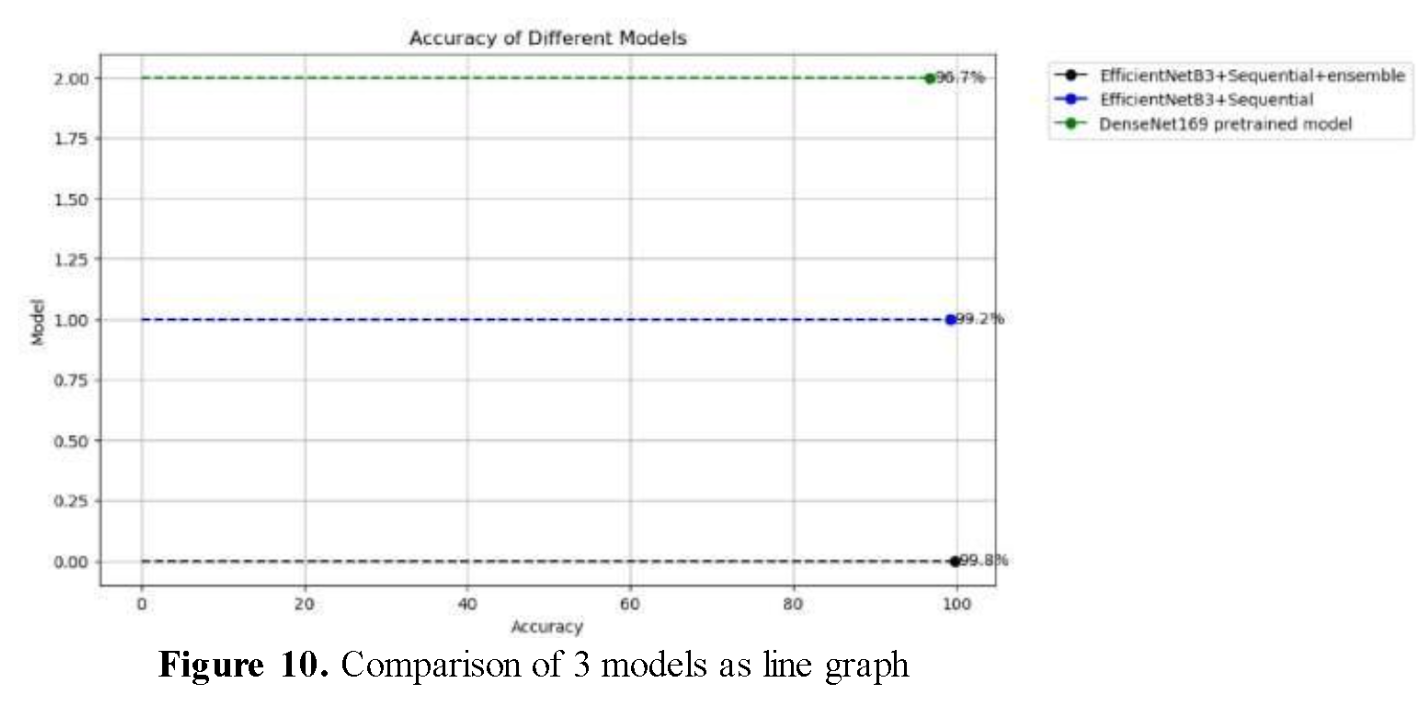 Accuracy of Different Models
2.00
1.75
1.50
1.25
1.00
0.75
0.50
0.25
0.00
Model
96.7%
99.2%
99.8%
0 20 40 60 80 100
Accuracy
EfficientNetB3+Sequential+ensemble
EfficientNetB3+Sequential
DenseNet169 pretrained model
Figure 10. Comparison of 3 models as line graph